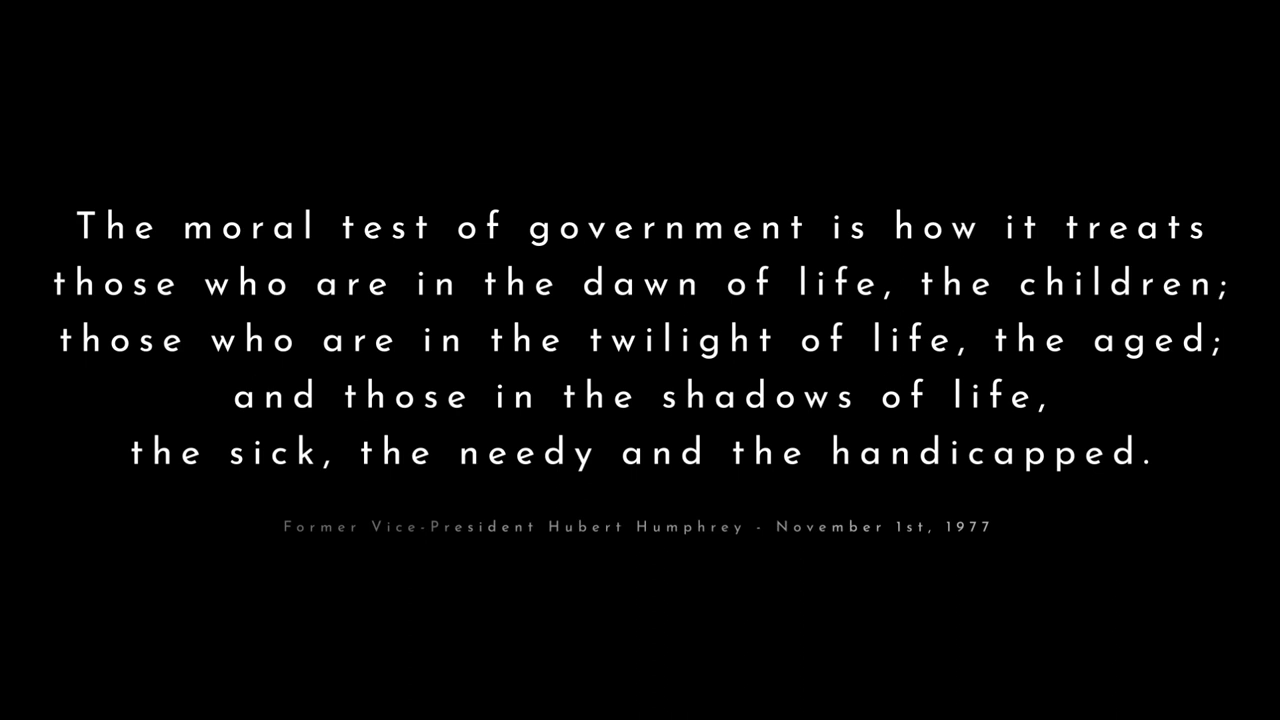 The moral test of government is how it treats
those who are in the dawn of life, the children;
those who are in the twilight of life, the aged;
and those in the shadows of life,
the sick, the needy and the handicapped.
Former Vice-President Hubert Humphrey - November 1st, 1977